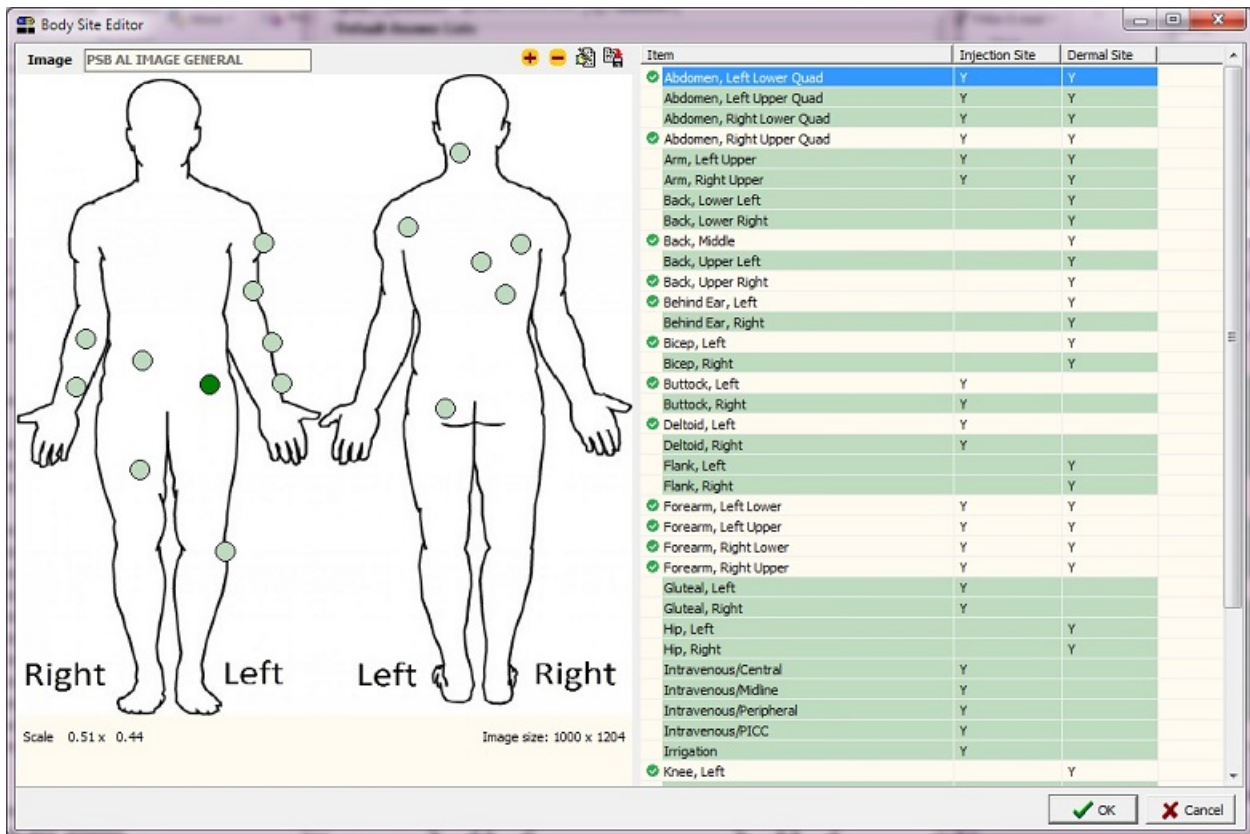 Body Site Editor
Image PSB AL IMAGE GENERAL
Right Left Left Right
Scale 0.51 x 0.44 Image size: 1000 x 1204
Item Injection Site Dermal Site
Abdomen, Left Lower Quad Y Y
Abdomen, Left Upper Quad Y Y
Abdomen, Right Lower Quad Y Y
Abdomen, Right Upper Quad Y Y
Arm, Left Upper Y Y
Arm, Right Upper Y Y
Back, Lower Left Y
Back, Lower Right Y
Back, Middle Y
Back, Upper Left Y
Back, Upper Right Y
Behind Ear, Left Y
Behind Ear, Right Y
Bicep, Left Y
Bicep, Right Y
Buttock, Left Y
Buttock, Right Y
Deltoid, Left Y
Deltoid, Right Y
Flank, Left Y
Flank, Right Y
Forearm, Left Lower Y Y
Forearm, Left Upper Y Y
Forearm, Right Lower Y Y
Forearm, Right Upper Y Y
Gluteal, Left Y
Gluteal, Right Y
Hip, Left Y
Hip, Right Y
Intravenous/Central Y
Intravenous/Midline Y
Intravenous/Peripheral Y
Intravenous/PICC Y
Irrigation Y
Knee, Left Y
OK Cancel